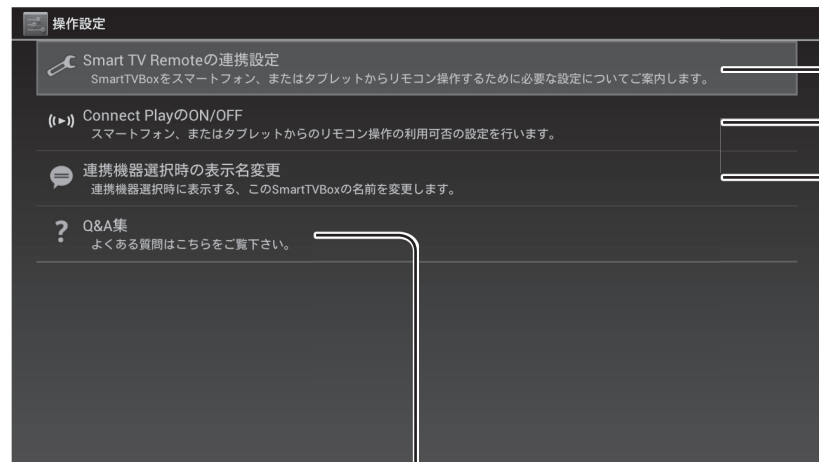 操作設定
Smart TV Remoteの連携設定
SmartTVBoxをスマートフォン、またはタブレットからリモコン操作するために必要な設定についてご案内します。
Connect PlayのON/OFF
スマートフォン、またはタブレットからのリモコン操作の利用可否の設定を行います。
連携機器選択時の表示名変更
連携機器選択時に表示する、このSmartTVBoxの名前を変更します。
Q&A集
よくある質問はこちらをご覧下さい。